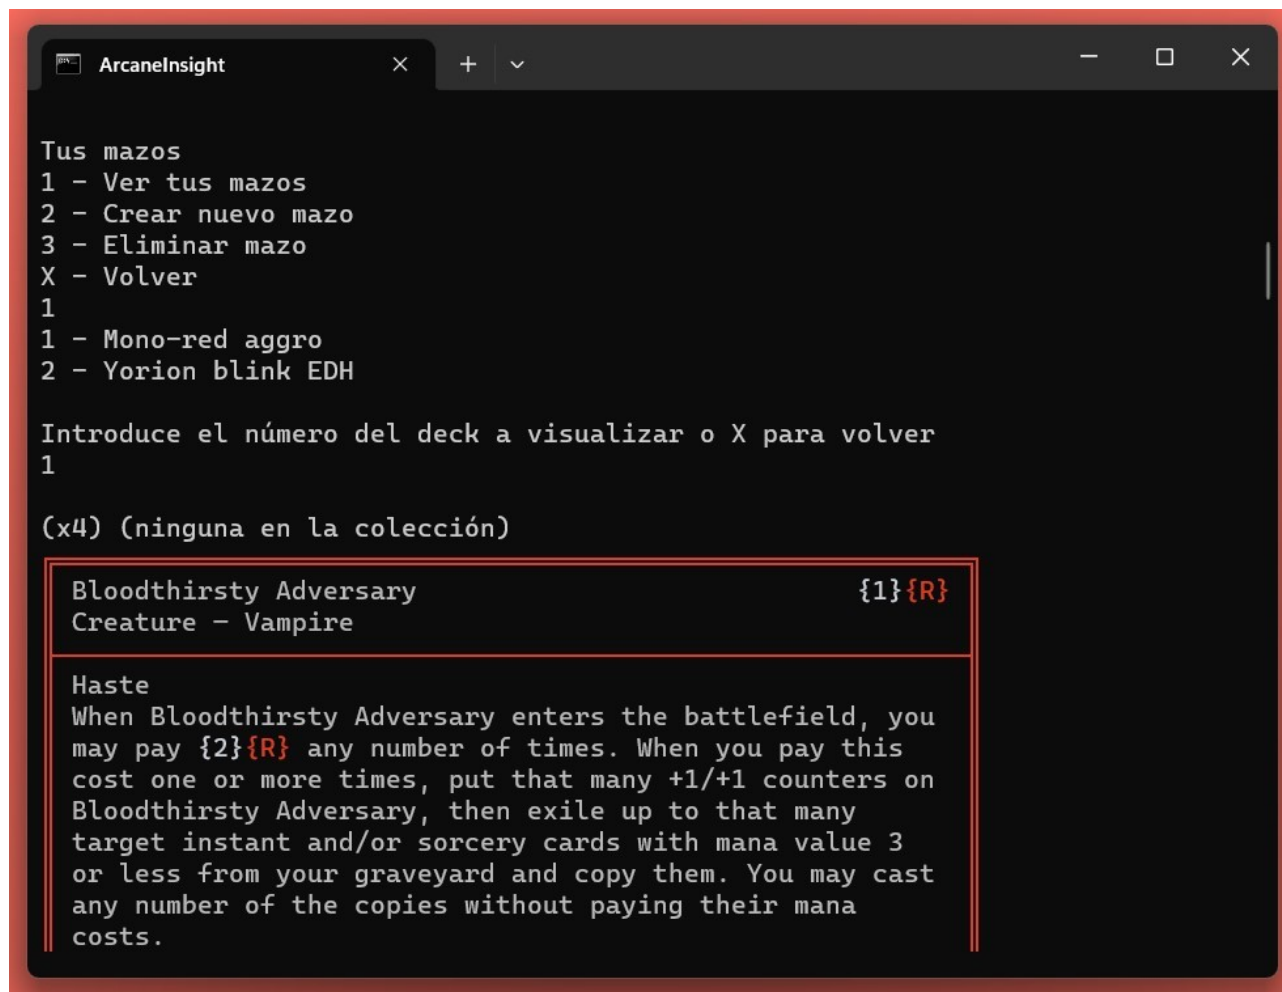 ArcaneInsight
Tus mazos
1 - Ver tus mazos
2 - Crear nuevo mazo
3 - Eliminar mazo
X - Volver
1
1 - Mono-red aggro
2 - Yorion blink EDH
Introduce el número del deck a visualizar o X para volver
1
(x4) (ninguna en la colección)
Bloodthirsty Adversary {1}{R}
Creature — Vampire
Haste
When Bloodthirsty Adversary enters the battlefield, you
may pay {2}{R} any number of times. When you pay this
cost one or more times, put that many +1/+1 counters on
Bloodthirsty Adversary, then exile up to that many
target instant and/or sorcery cards with mana value 3
or less from your graveyard and copy them. You may cast
any number of the copies without paying their mana
costs.